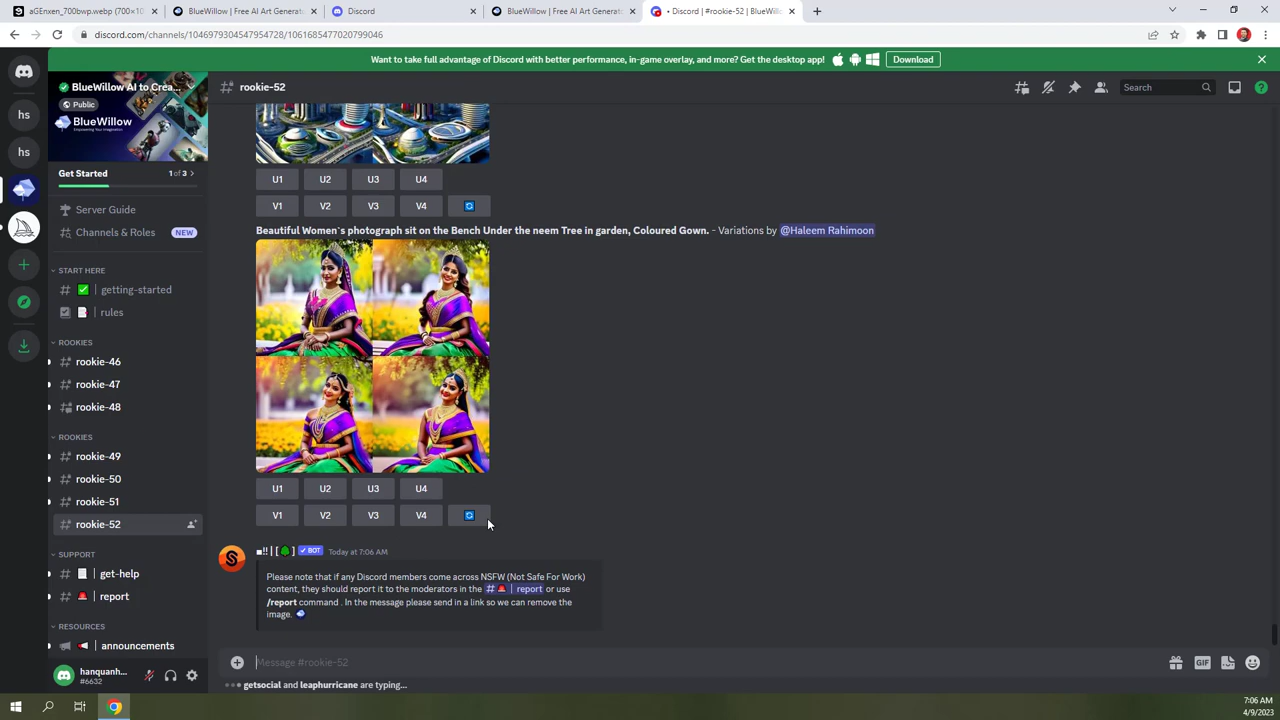 aGEnxen_700bwp.webp (700×10
BlueWillow | Free AI Art Generato
Discord
BlueWillow | Free AI Art Generato
• Discord | #rookie-52 | BlueWillo
discord.com/channels/1046979304547954728/1061685477020799046
Want to take full advantage of Discord with better performance, in-game overlay, and more? Get the desktop app!
Download
BlueWillow AI to Crea...
Public
BlueWillow
Empowering Your Imagination
rookie-52
Search
hs
hs
Get Started
1 of 3
Server Guide
Channels & Roles
NEW
START HERE
| getting-started
| rules
ROOKIES
rookie-46
rookie-47
rookie-48
ROOKIES
rookie-49
rookie-50
rookie-51
rookie-52
SUPPORT
| get-help
| report
RESOURCES
| announcements
hanquanh...
#6632
U1 U2 U3 U4
V1 V2 V3 V4
Beautiful Women`s photograph sit on the Bench Under the neem Tree in garden, Coloured Gown. - Variations by @Haleem Rahimoon
U1 U2 U3 U4
V1 V2 V3 V4
S
■!! | [ ] BOT Today at 7:06 AM
Please note that if any Discord members come across NSFW (Not Safe For Work)
content, they should report it to the moderators in the # | report or use
/report command . In the message please send in a link so we can remove the
image.
Message #rookie-52
GIF
getsocial and leaphurricane are typing...
7:06 AM
4/9/2023